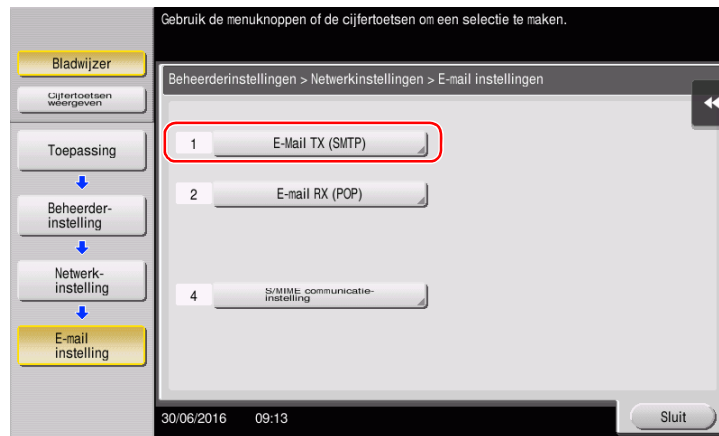 Gebruik de menuknoppen of de cijfertoetsen om een selectie te maken.
Bladwijzer
Cijfertoetsen
weergeven
Toepassing
Beheerder-
instelling
Netwerk-
instelling
E-mail
instelling
Beheerderinstellingen > Netwerkinstellingen > E-mail instellingen
1 E-Mail TX (SMTP)
2 E-mail RX (POP)
4 S/MIME communicatie-
instelling
30/06/2016 09:13
Sluit